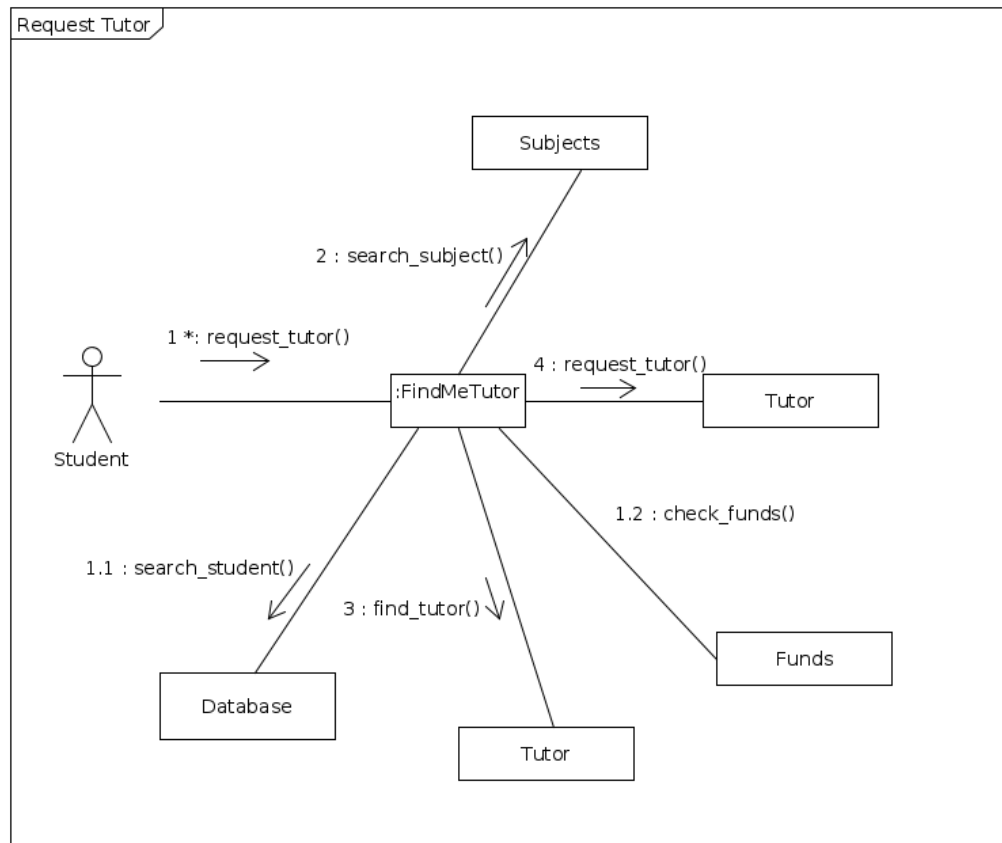 Request Tutor
Subjects
2 : search_subject()
1 *: request_tutor()
4 : request_tutor()
:FindMeTutor
Tutor
Student
1.2 : check_funds()
1.1 : search_student()
3 : find_tutor()
Funds
Database
Tutor